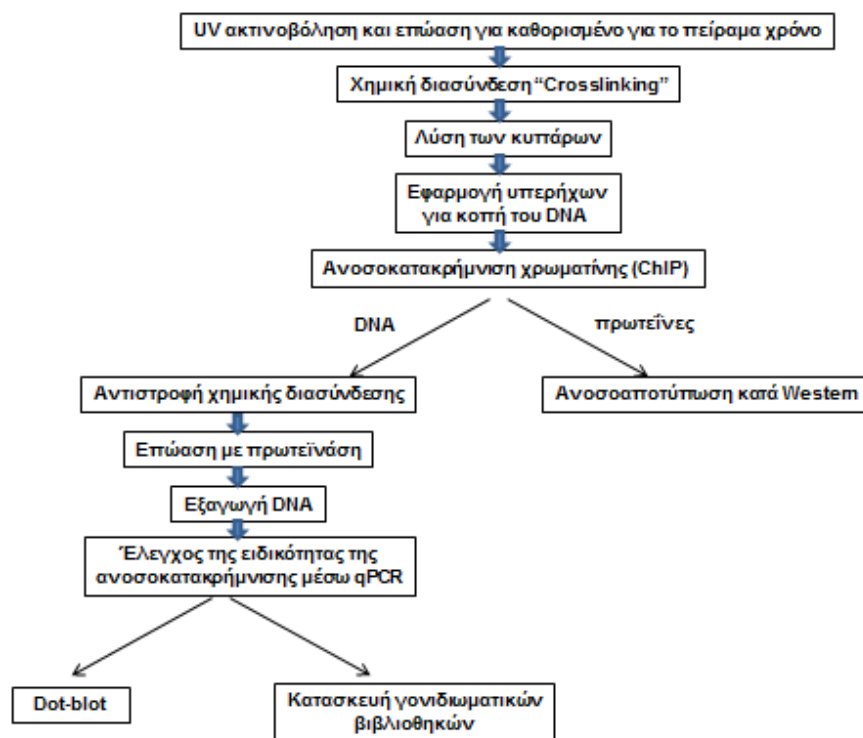 UV ακτινοβόληση και επώαση για καθορισμένο για το πείραμα χρόνο
Χημική διασύνδεση “Crosslinking”
Λύση των κυττάρων
Εφαρμογή υπερήχων
για κοπή του DNA
Ανοσοκατακρήμνιση χρωματίνης (ChIP)
DNA
πρωτεΐνες
Αντιστροφή χημικής διασύνδεσης
Ανοσοαποτύπωση κατά Western
Επώαση με πρωτεϊνάση
Εξαγωγή DNA
Έλεγχος της ειδικότητας της
ανοσοκατακρήμνισης μέσω qPCR
Dot-blot
Κατασκευή γονιδιωματικών
βιβλιοθηκών